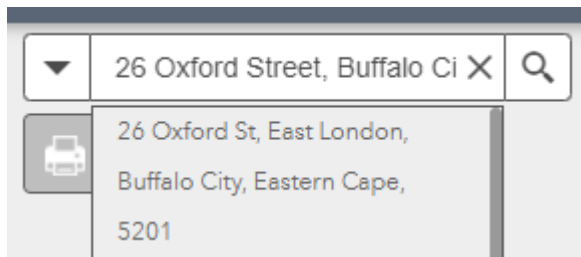 26 Oxford Street, Buffalo Ci
26 Oxford St, East London,
Buffalo City, Eastern Cape,
5201